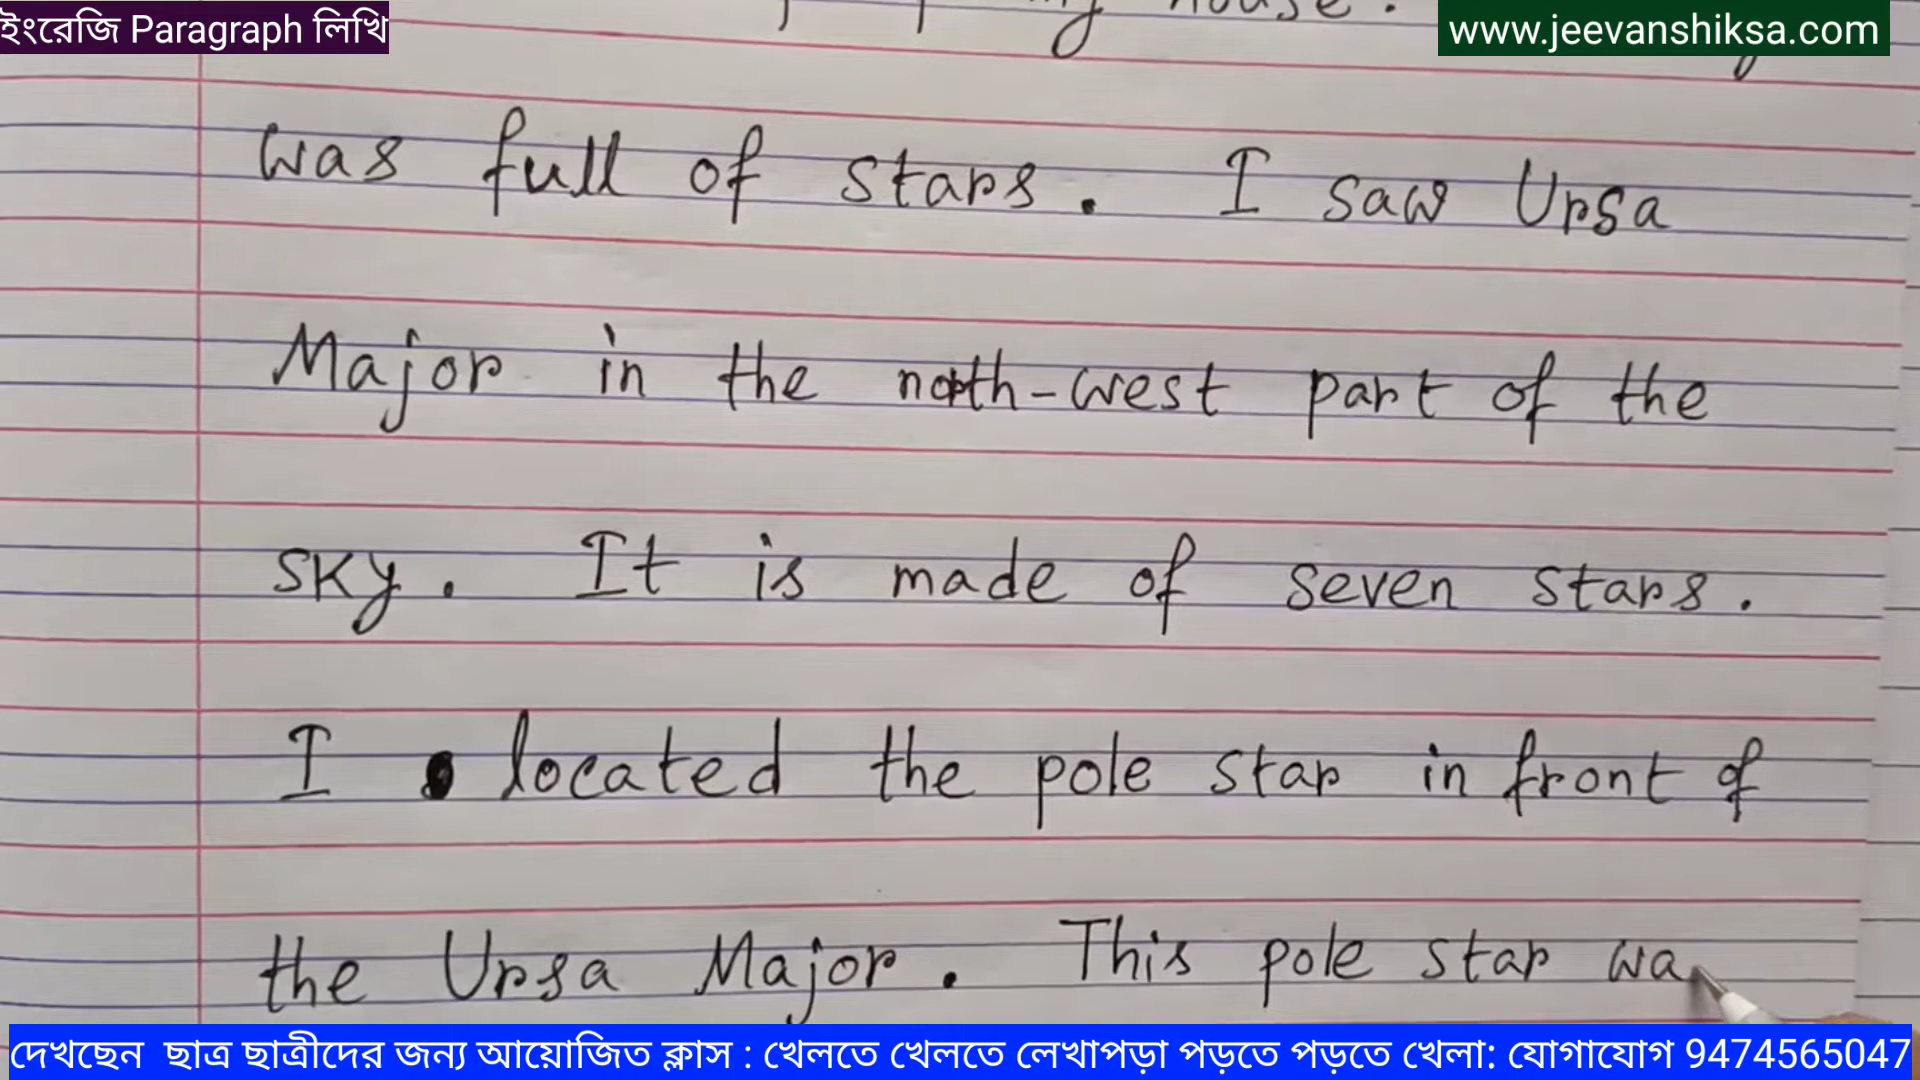 ইংরেজি Paragraph লিখি
www.jeevanshiksa.com
house.
was full of stars. I saw Ursa
Major in the north-west part of the
sky. It is made of seven stars.
I located the pole star in front of
the Ursa Major. This pole star wa
দেখছেন ছাত্র ছাত্রীদের জন্য আয়োজিত ক্লাস : খেলতে খেলতে লেখাপড়া পড়তে পড়তে খেলা: যোগাযোগ 9474565047